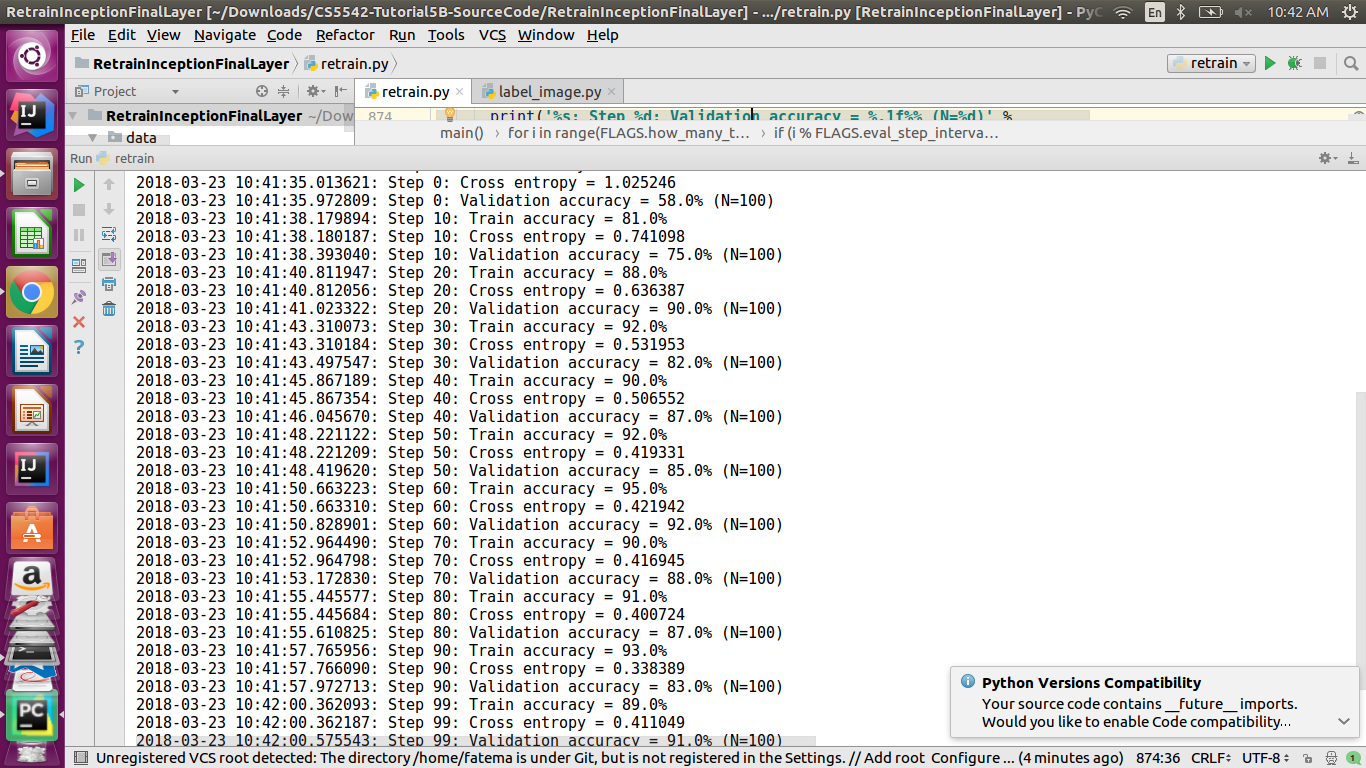 RetrainInceptionFinalLayer [~/Downloads/CS5542-Tutorial5B-SourceCode/RetrainInceptionFinalLayer] - .../retrain.py [RetrainInceptionFinalLayer] - PyC En 10:42 AM
File Edit View Navigate Code Refactor Run Tools VCS Window Help
RetrainInceptionFinalLayer retrain.py retrain
Project retrain.py label_image.py
RetrainInceptionFinalLayer ~/Dow 874 print('%s: Step %d: Validation accuracy = %.1f%% (N=%d)' %
data main() for i in range(FLAGS.how_many_t... if (i % FLAGS.eval_step_interva...
Run retrain
2018-03-23 10:41:35.013621: Step 0: Cross entropy = 1.025246
2018-03-23 10:41:35.972809: Step 0: Validation accuracy = 58.0% (N=100)
2018-03-23 10:41:38.179894: Step 10: Train accuracy = 81.0%
2018-03-23 10:41:38.180187: Step 10: Cross entropy = 0.741098
2018-03-23 10:41:38.393040: Step 10: Validation accuracy = 75.0% (N=100)
2018-03-23 10:41:40.811947: Step 20: Train accuracy = 88.0%
2018-03-23 10:41:40.812056: Step 20: Cross entropy = 0.636387
2018-03-23 10:41:41.023322: Step 20: Validation accuracy = 90.0% (N=100)
2018-03-23 10:41:43.310073: Step 30: Train accuracy = 92.0%
2018-03-23 10:41:43.310184: Step 30: Cross entropy = 0.531953
2018-03-23 10:41:43.497547: Step 30: Validation accuracy = 82.0% (N=100)
2018-03-23 10:41:45.867189: Step 40: Train accuracy = 90.0%
2018-03-23 10:41:45.867354: Step 40: Cross entropy = 0.506552
2018-03-23 10:41:46.045670: Step 40: Validation accuracy = 87.0% (N=100)
2018-03-23 10:41:48.221122: Step 50: Train accuracy = 92.0%
2018-03-23 10:41:48.221209: Step 50: Cross entropy = 0.419331
2018-03-23 10:41:48.419620: Step 50: Validation accuracy = 85.0% (N=100)
2018-03-23 10:41:50.663223: Step 60: Train accuracy = 95.0%
2018-03-23 10:41:50.663310: Step 60: Cross entropy = 0.421942
2018-03-23 10:41:50.828901: Step 60: Validation accuracy = 92.0% (N=100)
2018-03-23 10:41:52.964490: Step 70: Train accuracy = 90.0%
2018-03-23 10:41:52.964798: Step 70: Cross entropy = 0.416945
2018-03-23 10:41:53.172830: Step 70: Validation accuracy = 88.0% (N=100)
2018-03-23 10:41:55.445577: Step 80: Train accuracy = 91.0%
2018-03-23 10:41:55.445684: Step 80: Cross entropy = 0.400724
2018-03-23 10:41:55.610825: Step 80: Validation accuracy = 87.0% (N=100)
2018-03-23 10:41:57.765956: Step 90: Train accuracy = 93.0%
2018-03-23 10:41:57.766090: Step 90: Cross entropy = 0.338389
2018-03-23 10:41:57.972713: Step 90: Validation accuracy = 83.0% (N=100)
2018-03-23 10:42:00.362093: Step 99: Train accuracy = 89.0%
2018-03-23 10:42:00.362187: Step 99: Cross entropy = 0.411049
2018-03-23 10:42:00.575543: Step 99: Validation accuracy = 91.0% (N=100)
Python Versions Compatibility
Your source code contains __future__ imports.
Would you like to enable Code compatibility...
Unregistered VCS root detected: The directory /home/fatema is under Git, but is not registered in the Settings. // Add root Configure ... (4 minutes ago) 874:36 CRLF UTF-8 1